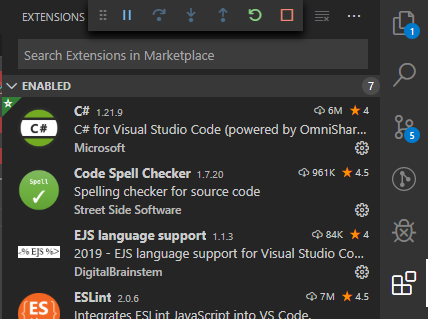 EXTENSIONS
1
Search Extensions in Marketplace
ENABLED 7
C# 1.21.9 6M ★ 4
C#
C# for Visual Studio Code (powered by OmniShar...
Microsoft
5
Code Spell Checker 1.7.20 961K ★ 4.5
Spell
Spelling checker for source code
Street Side Software
EJS language support 1.1.3 84K ★ 4
<% EJS %>
2019 - EJS language support for Visual Studio Co...
DigitalBrainstem
ESLint 2.0.6 7M ★ 4.5
ES
Integrates ESLint JavaScript into VS Code.